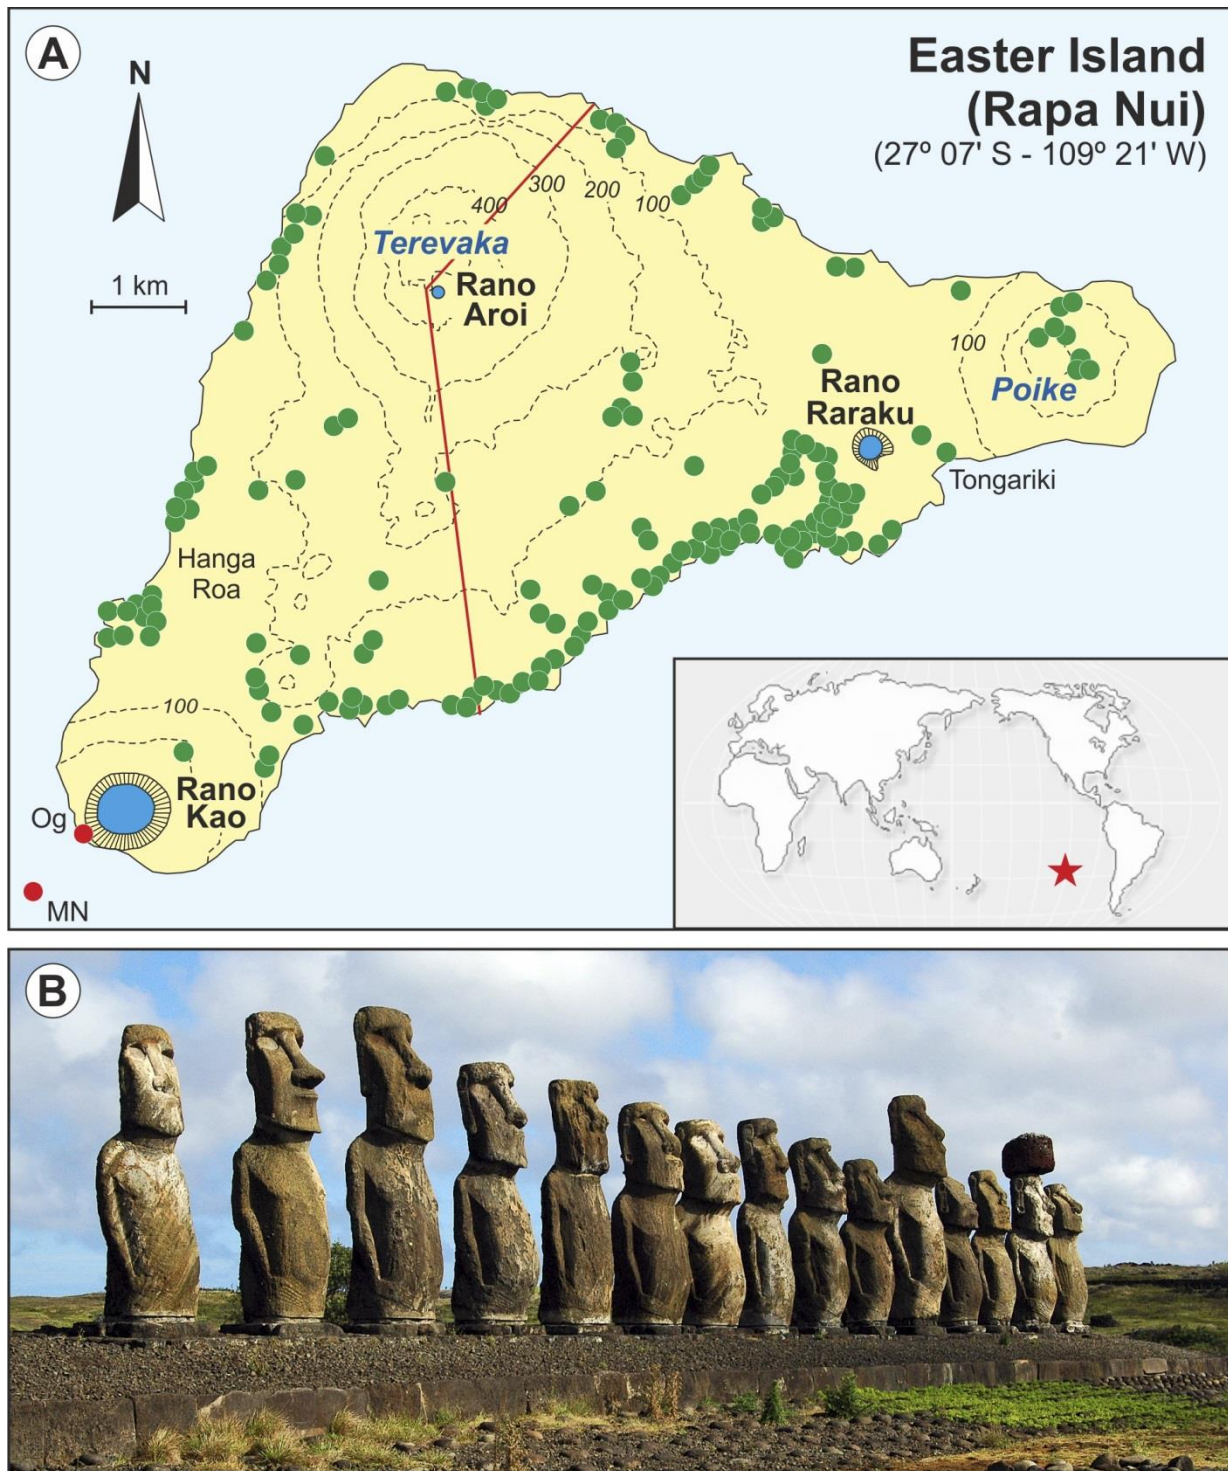 A
N
1 km
Easter Island
(Rapa Nui)
(27º 07' S - 109º 21' W)
400
300
200
100
Terevaka
Rano
Aroi
100
Poike
Rano
Raraku
Tongariki
Hanga
Roa
100
Rano
Kao
Og
MN
B